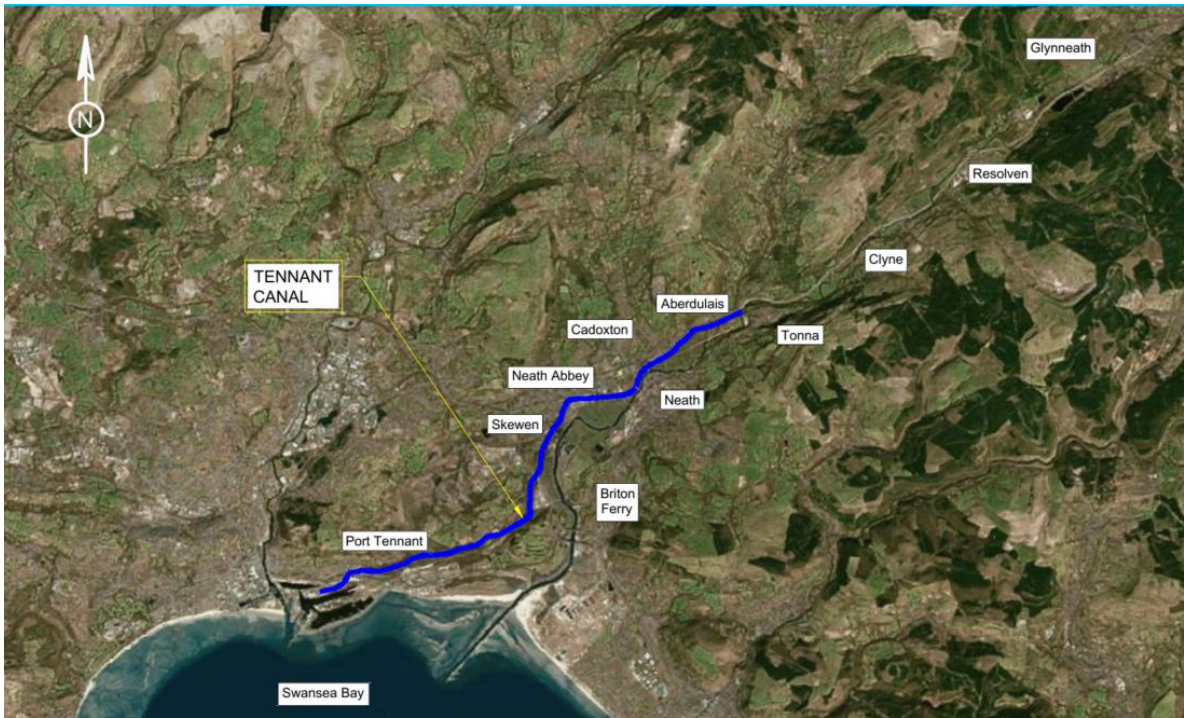 Glynneath
N
Resolven
Clyne
TENNANT
CANAL
Aberdulais
Cadoxton
Tonna
Neath Abbey
Neath
Skewen
Briton
Ferry
Port Tennant
Swansea Bay